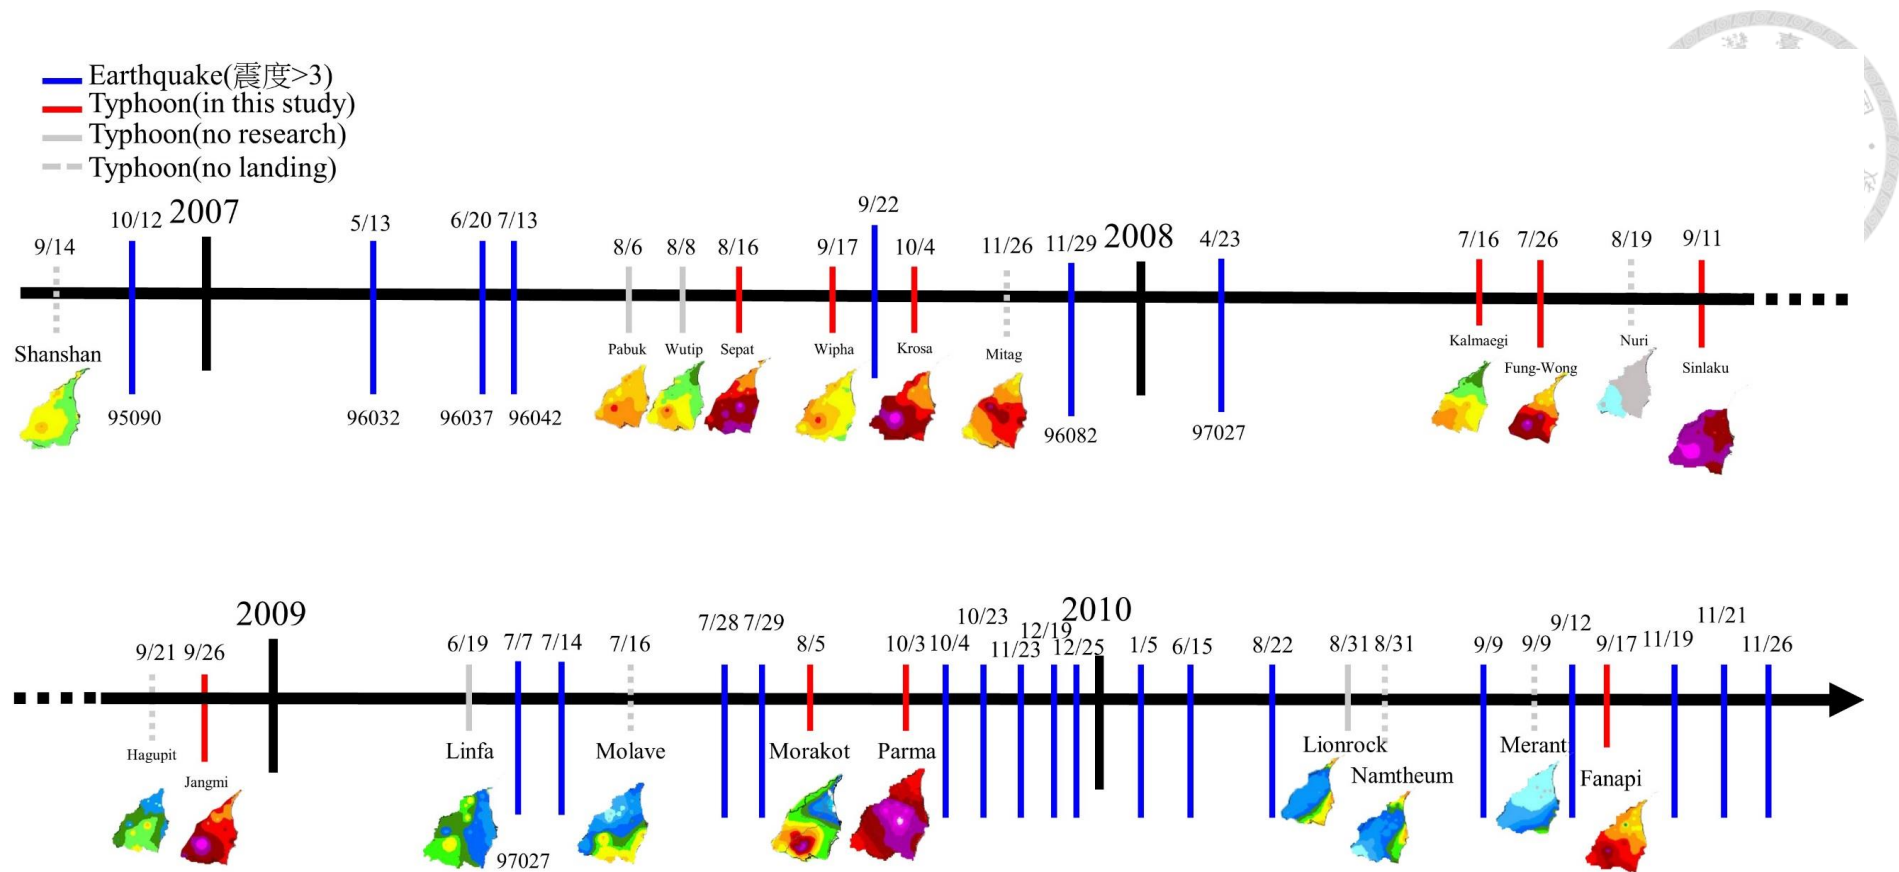 Earthquake(震度>3)
Typhoon(in this study)
Typhoon(no research)
Typhoon(no landing)
9/14
10/12
2007
5/13
6/20
7/13
8/6
8/8
8/16
9/17
9/22
10/4
11/26
11/29
2008
4/23
7/16
7/26
8/19
9/11
Shanshan
Pabuk
Wutip
Sepat
Wipha
Krosa
Mitag
Kalmaegi
Fung-Wong
Nuri
Sinlaku
95090
96032
96037
96042
96082
97027
9/21
9/26
2009
6/19
7/7
7/14
7/16
7/28
7/29
8/5
10/3
10/4
10/23
11/23
12/19
12/25
2010
1/5
6/15
8/22
8/31
8/31
9/9
9/9
9/12
9/17
11/19
11/21
11/26
Hagupit
Jangmi
Linfa
Molave
Morakot
Parma
Lionrock
Namtheum
Meranti
Fanapi
97027